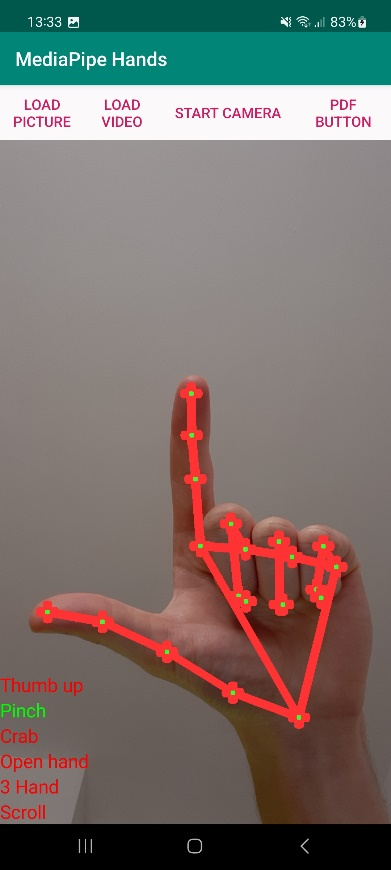 13:33 83%
MediaPipe Hands
LOAD PICTURE
LOAD VIDEO
START CAMERA
PDF BUTTON
Thumb up
Pinch
Crab
Open hand
3 Hand
Scroll